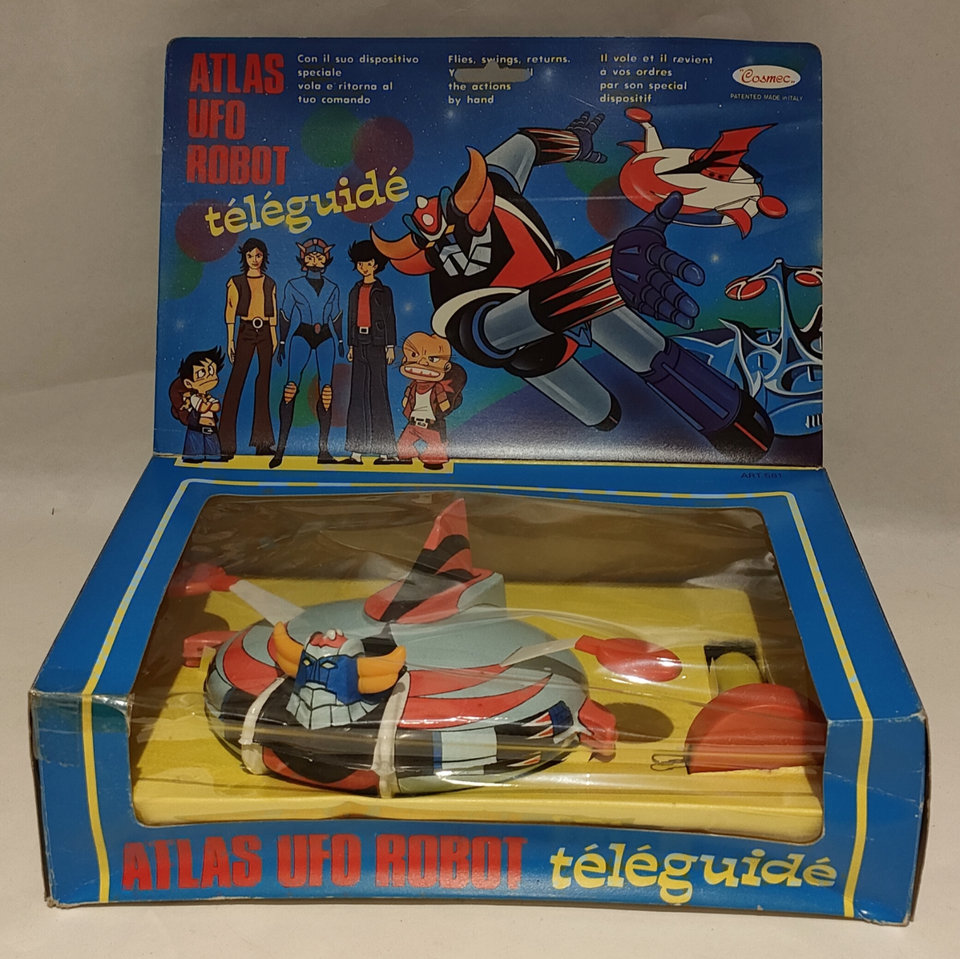 ATLAS
UFO
ROBOT
téléguidé
Con il suo dispositivo
speciale
vola e ritorna al
tuo comando
Flies, swings, returns.
the actions
by hand
Il vole et il revient
à vos ordres
par son special
dispositif
"Cosmec"
PATENTED MADE IN ITALY
ART. 681
ATLAS UFO ROBOT téléguidé